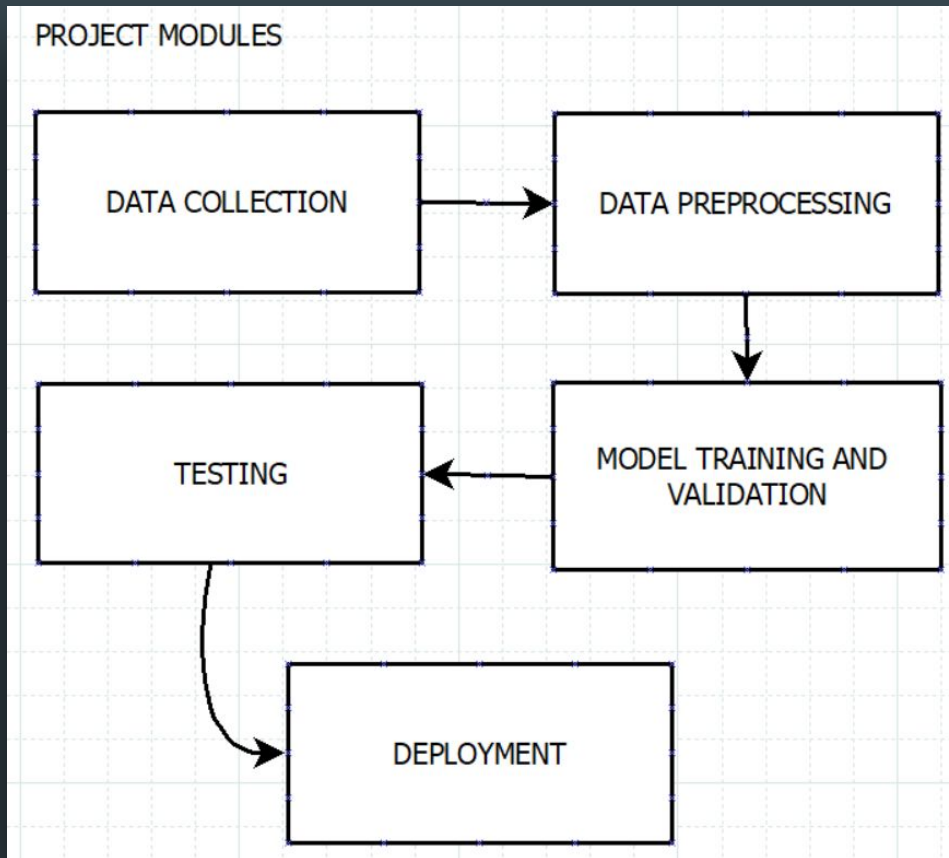 PROJECT MODULES
DATA COLLECTION
DATA PREPROCESSING
MODEL TRAINING AND
VALIDATION
TESTING
DEPLOYMENT